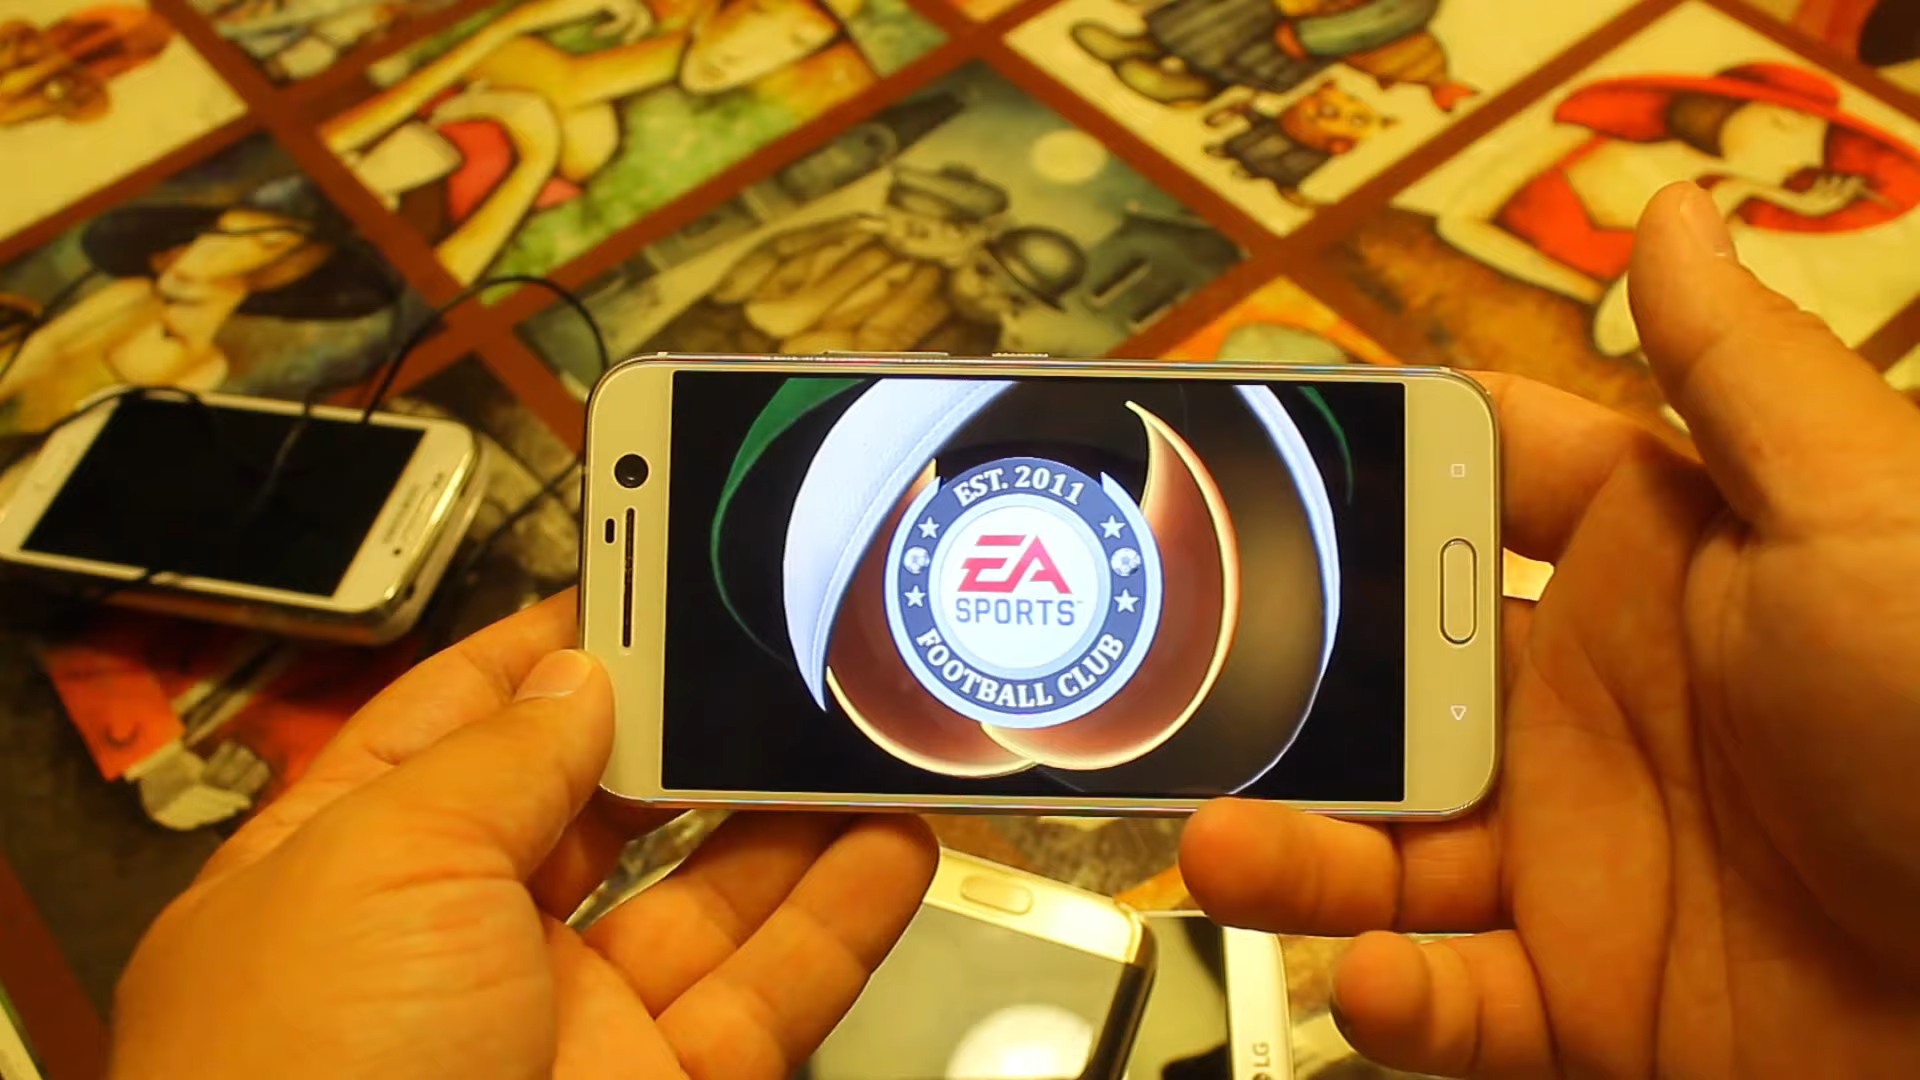 EST. 2011
EA
SPORTS
FOOTBALL CLUB
LG